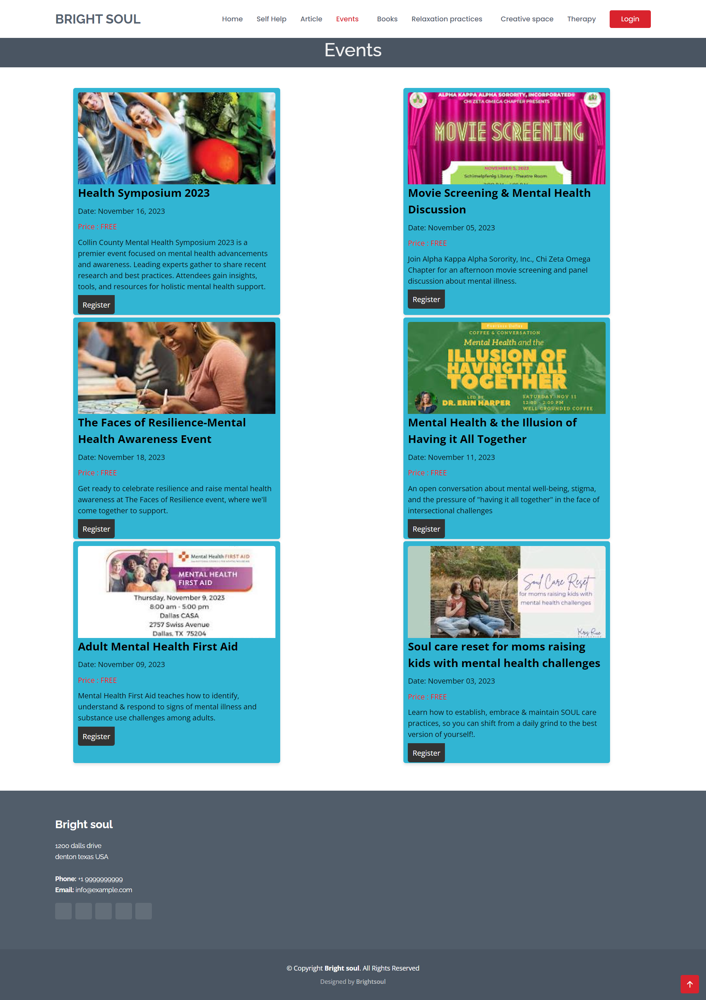 BRIGHT SOUL
Home Self Help Article Events Books Relaxation practices Creative space Therapy Login
Events
Health Symposium 2023
Date: November 16, 2023
Price : FREE
Collin County Mental Health Symposium 2023 is a
premier event focused on mental health advancements
and awareness. Leading experts gather to share recent
research and best practices. Attendees gain insights,
tools, and resources for holistic mental health support.
Register
ALPHA KAPPA ALPHA SORORITY, INCORPORATED®
CHI ZETA OMEGA CHAPTER PRESENTS
MOVIE SCREENING
NOVEMBER 5, 2023
Schimelpfenig Library -Theatre Room
Movie Screening & Mental Health
Discussion
Date: November 05, 2023
Price : FREE
Join Alpha Kappa Alpha Sorority, Inc., Chi Zeta Omega
Chapter for an afternoon movie screening and panel
discussion about mental illness.
Register
The Faces of Resilience-Mental
Health Awareness Event
Date: November 18, 2023
Price : FREE
Get ready to celebrate resilience and raise mental health
awareness at The Faces of Resilience event, where we'll
come together to support.
Register
COFFEE & CONVERSATION
Mental Health and the
ILLUSION OF
HAVING IT ALL
TOGETHER
LED BY
DR. ERIN HARPER
SATURDAY, NOV 11
12:00 - 2:00 PM
WELL GROUNDED COFFEE
Mental Health & the Illusion of
Having it All Together
Date: November 11, 2023
Price : FREE
An open conversation about mental well-being, stigma,
and the pressure of "having it all together" in the face of
intersectional challenges
Register
Mental Health FIRST AID
MENTAL HEALTH
FIRST AID
Thursday, November 9, 2023
8:00 am - 5:00 pm
Dallas CASA
2757 Swiss Avenue
Dallas, TX 75204
Adult Mental Health First Aid
Date: November 09, 2023
Price : FREE
Mental Health First Aid teaches how to identify,
understand & respond to signs of mental illness and
substance use challenges among adults.
Register
Soul Care Reset
for moms raising kids with
mental health challenges
Kris Rue
Soul care reset for moms raising
kids with mental health challenges
Date: November 03, 2023
Price : FREE
Learn how to establish, embrace & maintain SOUL care
practices, so you can shift from a daily grind to the best
version of yourself!.
Register
Bright soul
1200 dalls drive
denton texas USA
Phone: +1 9999999999
Email: info@example.com
© Copyright Bright soul. All Rights Reserved
Designed by Brightsoul